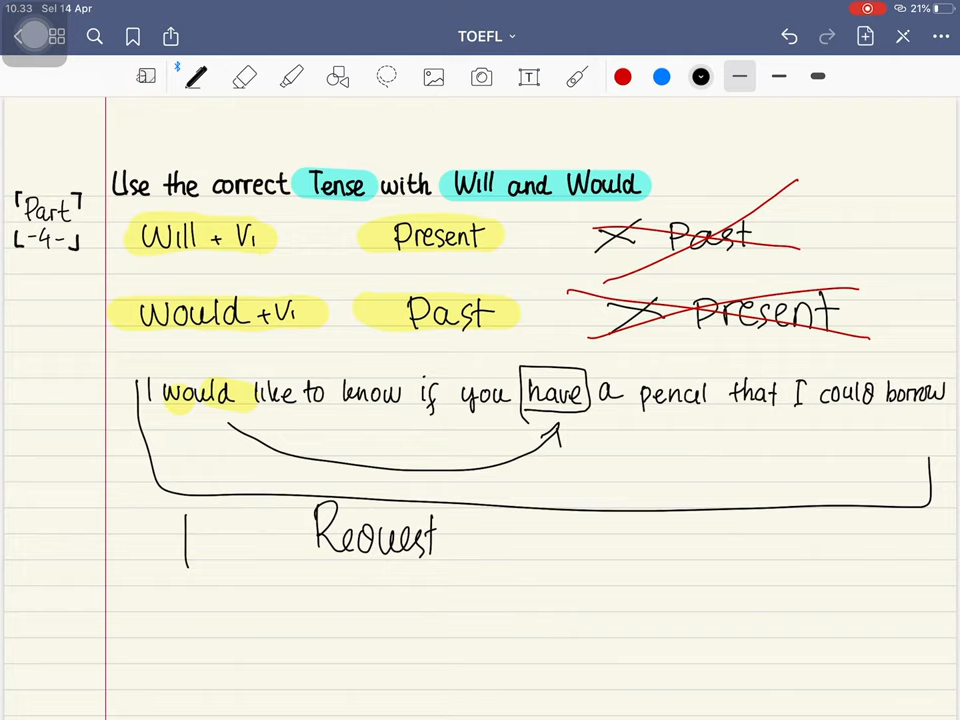 10.33 Sel 14 Apr
21%
TOEFL
T
Use the correct Tense with Will and Would
Part
-4-
Will + V1 Present X Past
Would + V1 Past X Present
I would like to know if you have a pencil that I could borrow
Request